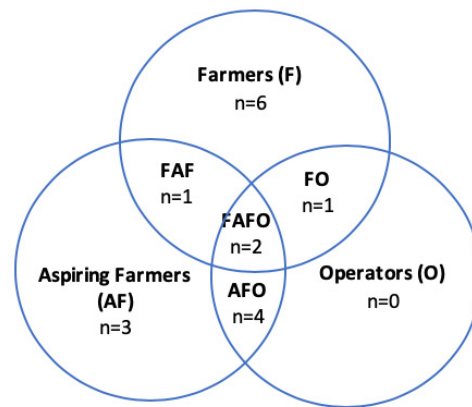 Farmers (F)
n=6
FAF
n=1
FO
n=1
FAFO
n=2
Aspiring Farmers
(AF)
n=3
AFO
n=4
Operators (O)
n=0